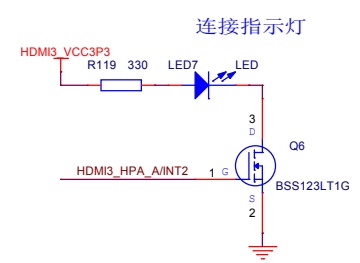 连接指示灯
HDMI3_VCC3P3
R119 330 LED7 LED
3
D
Q6
HDMI3_HPA_A/INT2 1 G
BSS123LT1G
S
2